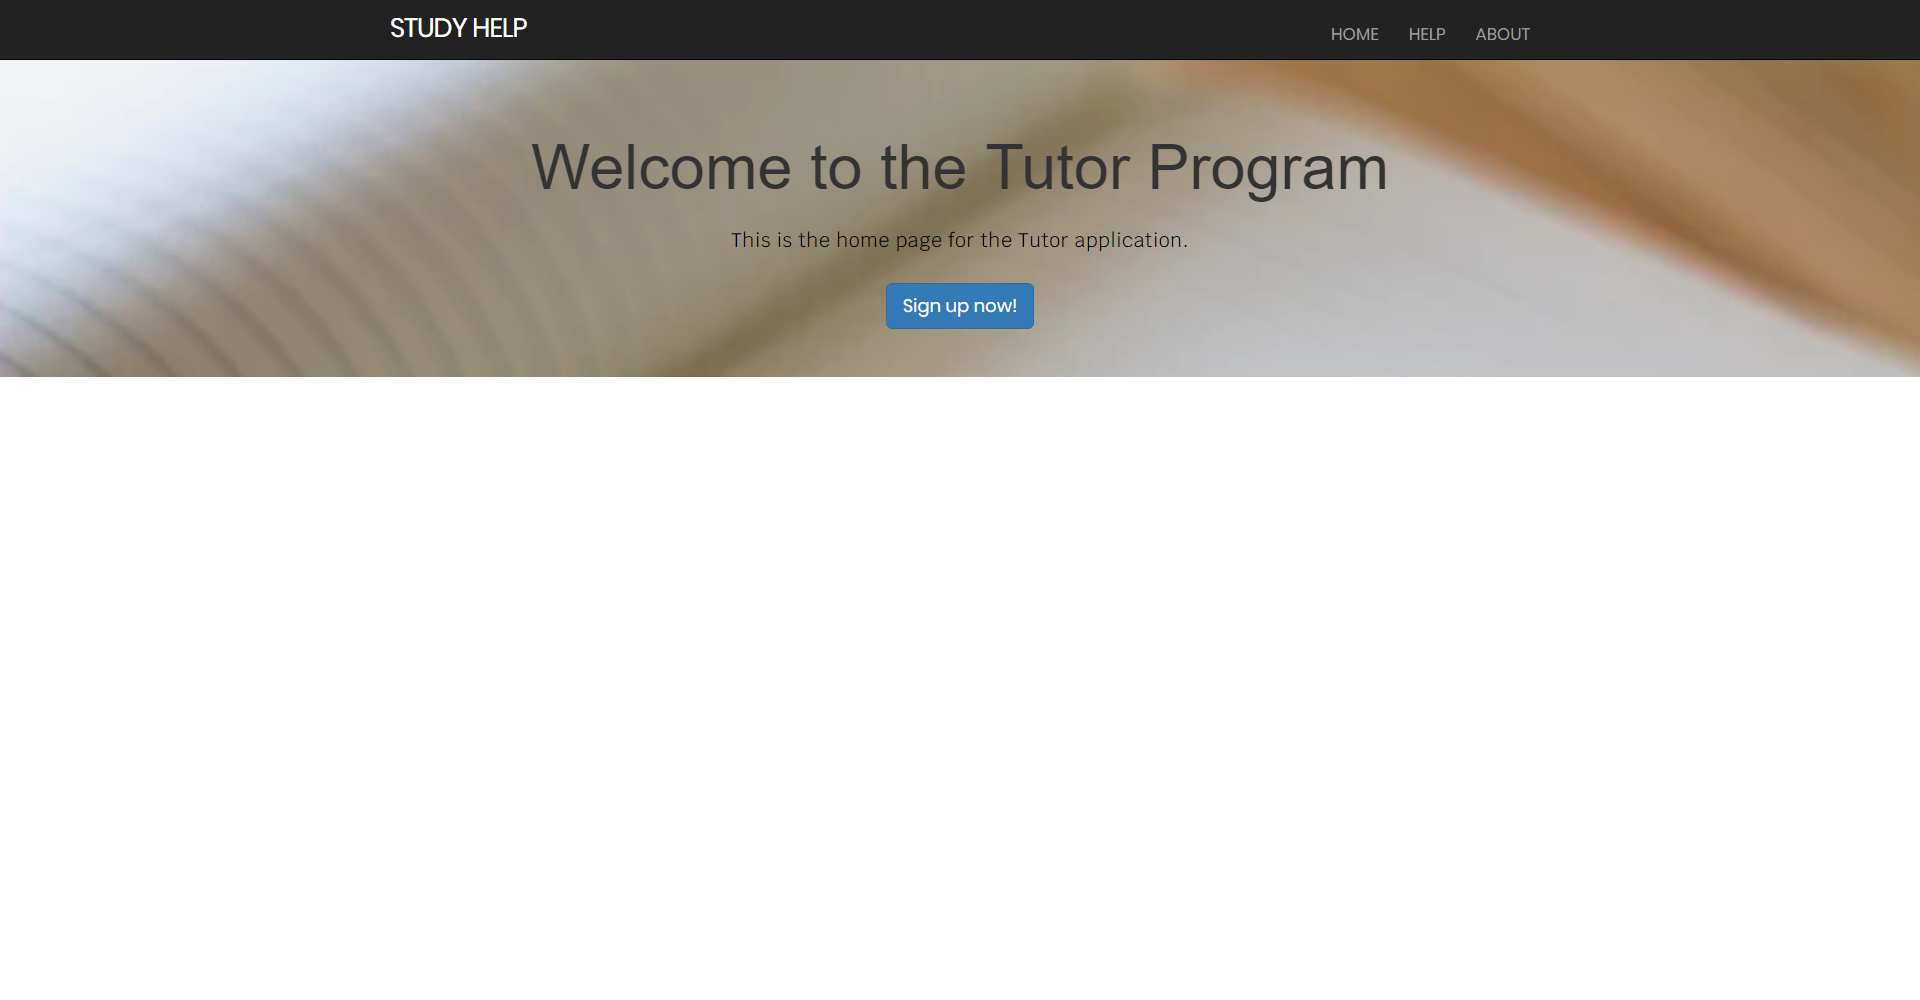 STUDY HELP
HOME HELP ABOUT
Welcome to the Tutor Program
This is the home page for the Tutor application.
Sign up now!